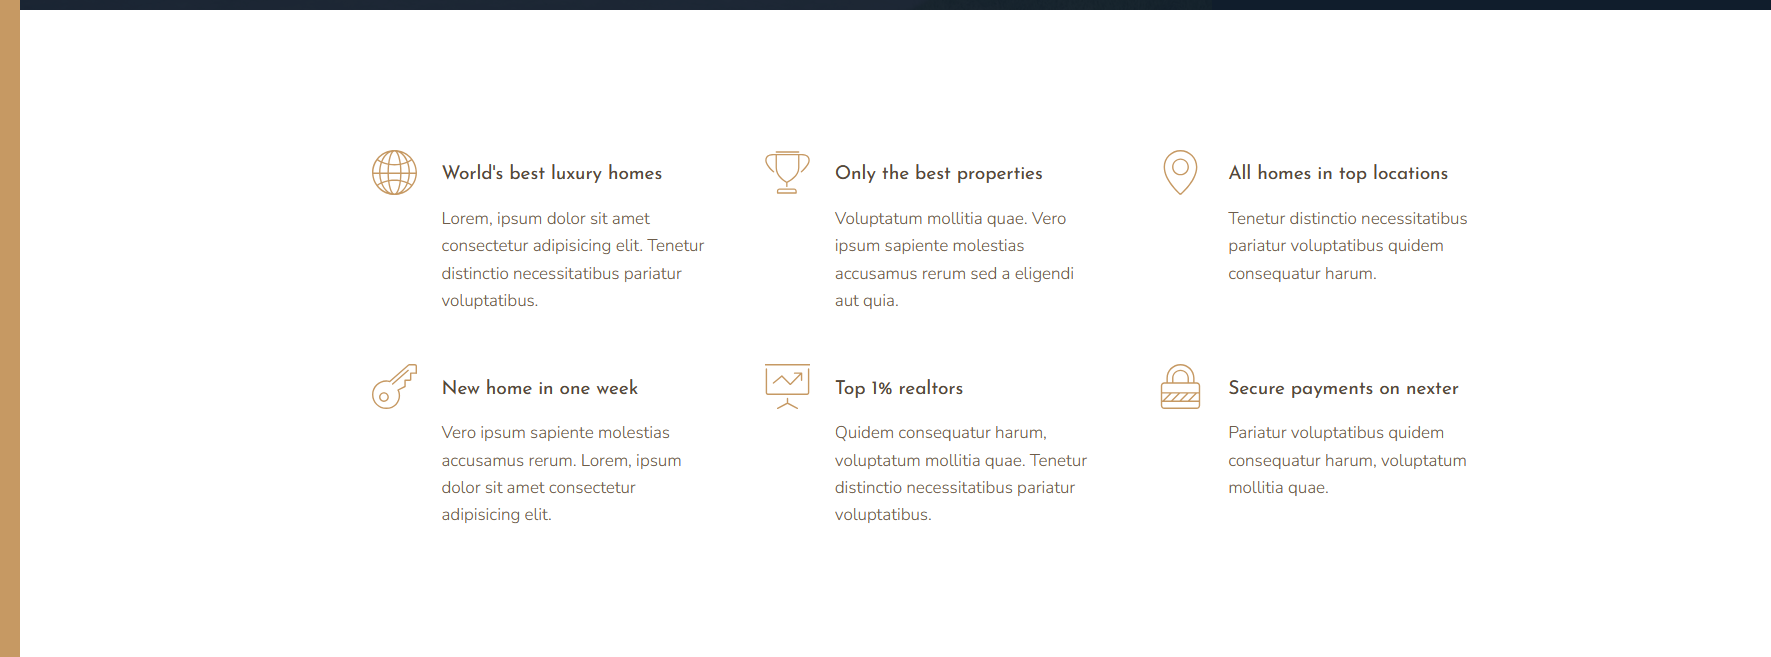 World's best luxury homes
Lorem, ipsum dolor sit amet
consectetur adipisicing elit. Tenetur
distinctio necessitatibus pariatur
voluptatibus.
Only the best properties
Voluptatum mollitia quae. Vero
ipsum sapiente molestias
accusamus rerum sed a eligendi
aut quia.
All homes in top locations
Tenetur distinctio necessitatibus
pariatur voluptatibus quidem
consequatur harum.
New home in one week
Vero ipsum sapiente molestias
accusamus rerum. Lorem, ipsum
dolor sit amet consectetur
adipisicing elit.
Top 1% realtors
Quidem consequatur harum,
voluptatum mollitia quae. Tenetur
distinctio necessitatibus pariatur
voluptatibus.
Secure payments on nexter
Pariatur voluptatibus quidem
consequatur harum, voluptatum
mollitia quae.